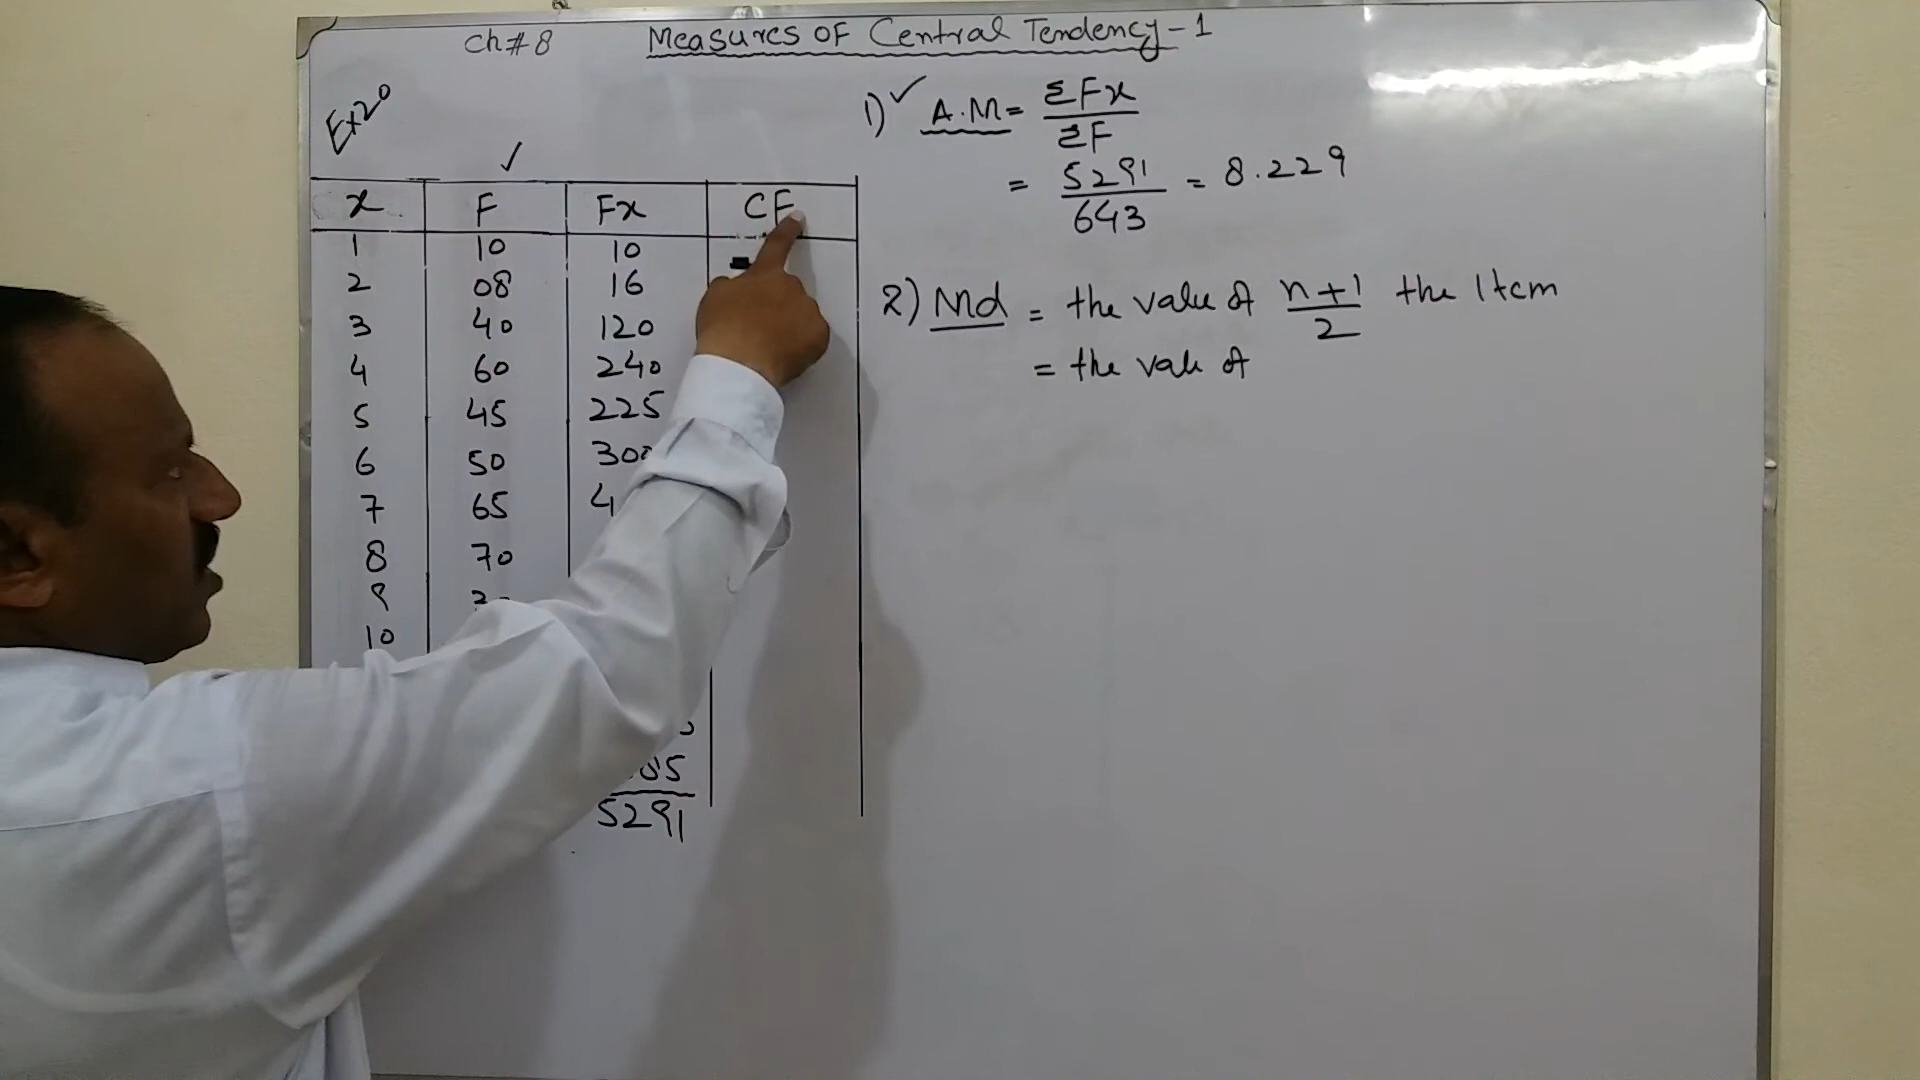 Ch # 8 Measures OF Central Tendency - 1
Ex 20
x F Fx CF
1 10 10
2 08 16
3 40 120
4 60 240
5 45 225
6 50 300
7 65 4
8 70
9
10
5291
1) ✓ A.M = ΣFx / ΣF
= 5291 / 643 = 8.229
2) Md = the value of n+1 / 2 the Item
= the value of